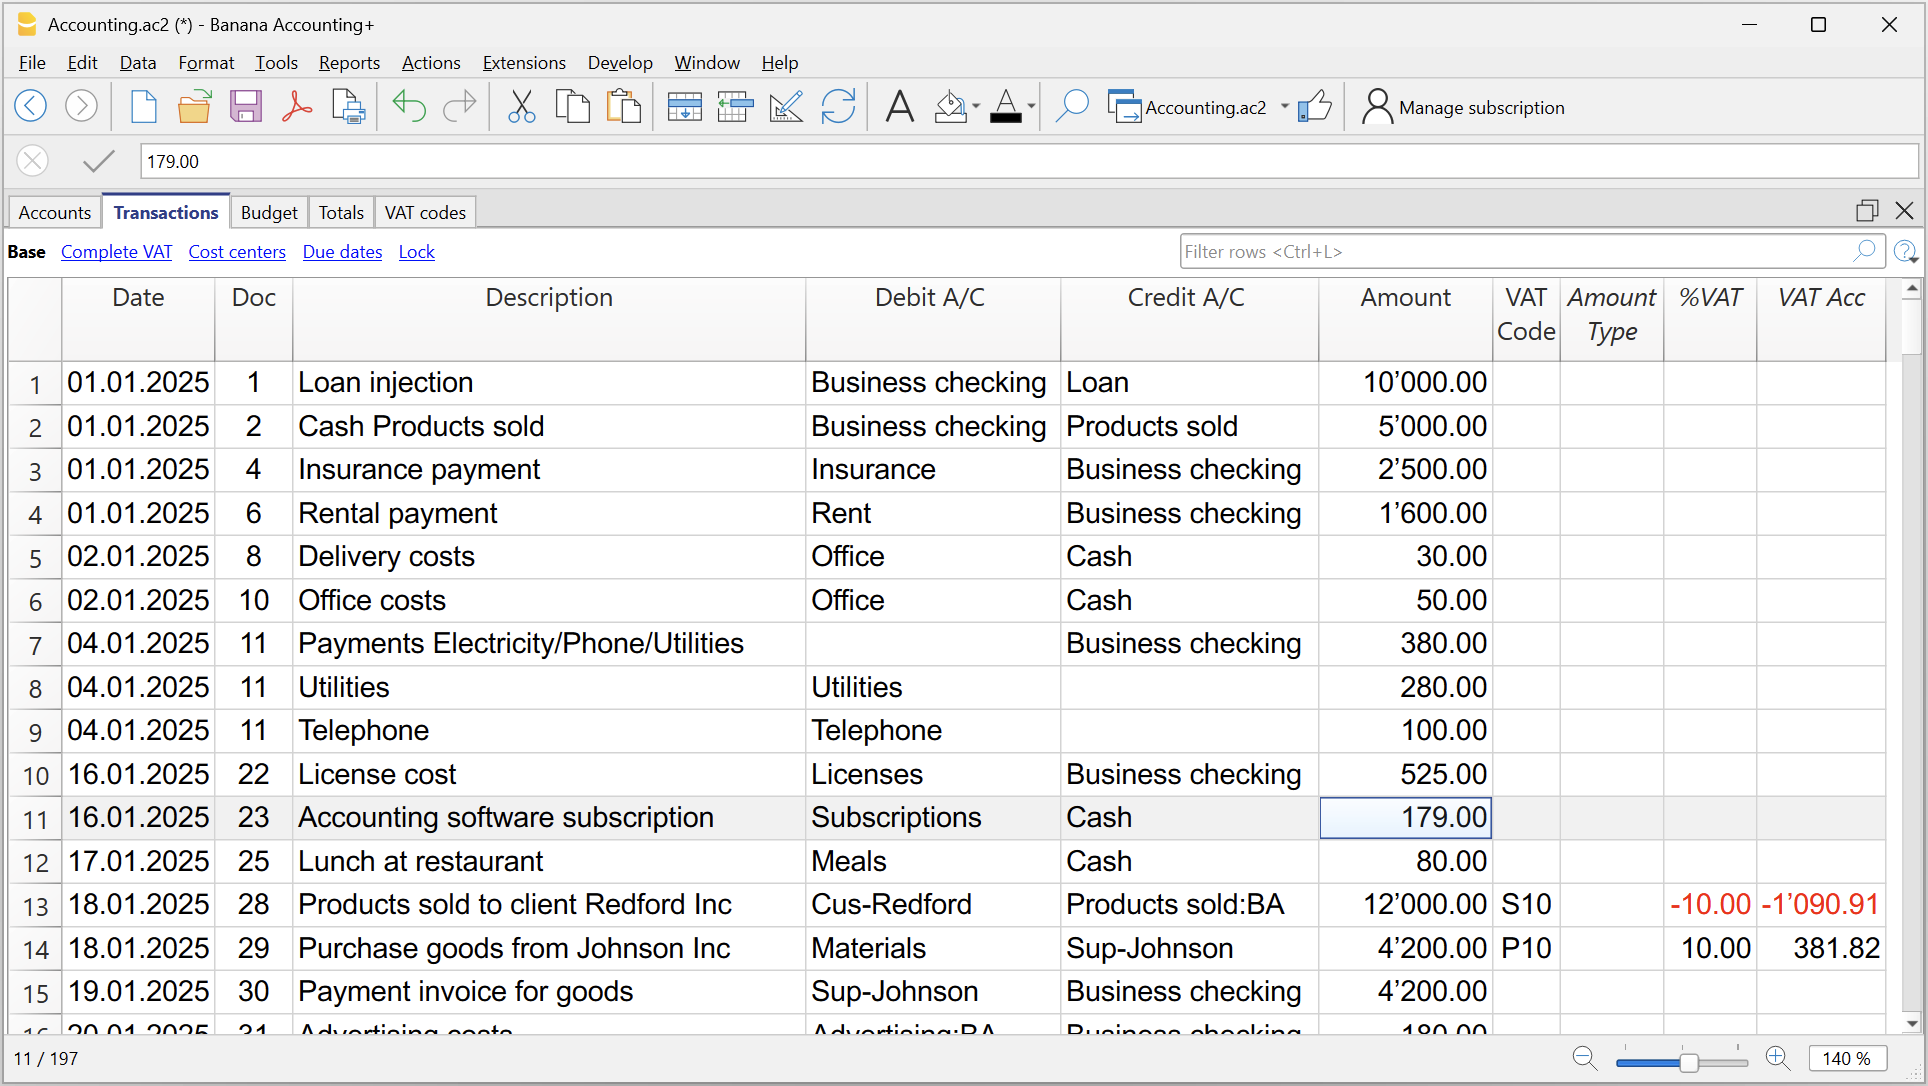 Accounting.ac2 (*) - Banana Accounting+
File Edit Data Format Tools Reports Actions Extensions Develop Window Help
Accounting.ac2 Manage subscription
179.00
Accounts Transactions Budget Totals VAT codes
Base Complete VAT Cost centers Due dates Lock Filter rows <Ctrl+L>
Date Doc Description Debit A/C Credit A/C Amount VAT Code Amount Type %VAT VAT Acc
1 01.01.2025 1 Loan injection Business checking Loan 10’000.00
2 01.01.2025 2 Cash Products sold Business checking Products sold 5’000.00
3 01.01.2025 4 Insurance payment Insurance Business checking 2’500.00
4 01.01.2025 6 Rental payment Rent Business checking 1’600.00
5 02.01.2025 8 Delivery costs Office Cash 30.00
6 02.01.2025 10 Office costs Office Cash 50.00
7 04.01.2025 11 Payments Electricity/Phone/Utilities Business checking 380.00
8 04.01.2025 11 Utilities Utilities 280.00
9 04.01.2025 11 Telephone Telephone 100.00
10 16.01.2025 22 License cost Licenses Business checking 525.00
11 16.01.2025 23 Accounting software subscription Subscriptions Cash 179.00
12 17.01.2025 25 Lunch at restaurant Meals Cash 80.00
13 18.01.2025 28 Products sold to client Redford Inc Cus-Redford Products sold:BA 12’000.00 S10 -10.00 -1’090.91
14 18.01.2025 29 Purchase goods from Johnson Inc Materials Sup-Johnson 4’200.00 P10 10.00 381.82
15 19.01.2025 30 Payment invoice for goods Sup-Johnson Business checking 4’200.00
16 20.01.2025 31 Advertising costs Advertising:BA Business checking 180.00
11 / 197 140 %